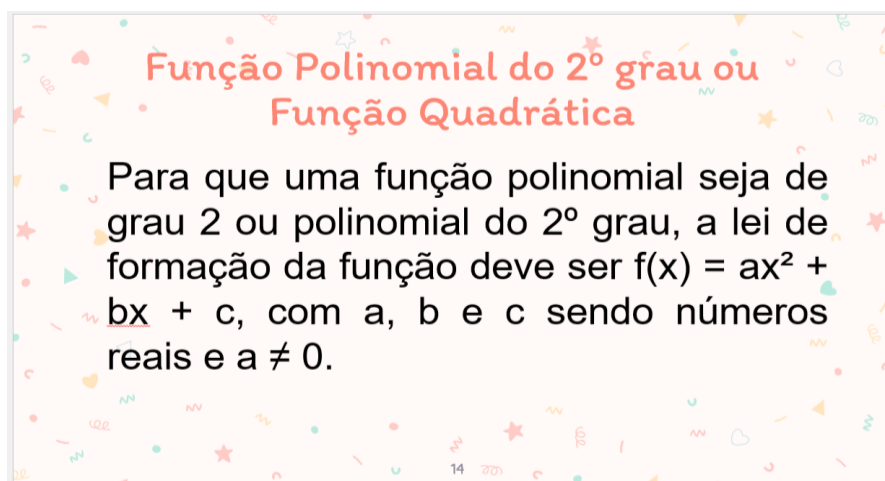 Função Polinomial do 2º grau ou
Função Quadrática
Para que uma função polinomial seja de
grau 2 ou polinomial do 2º grau, a lei de
formação da função deve ser f(x) = ax² +
bx + c, com a, b e c sendo números
reais e a ≠ 0.
14